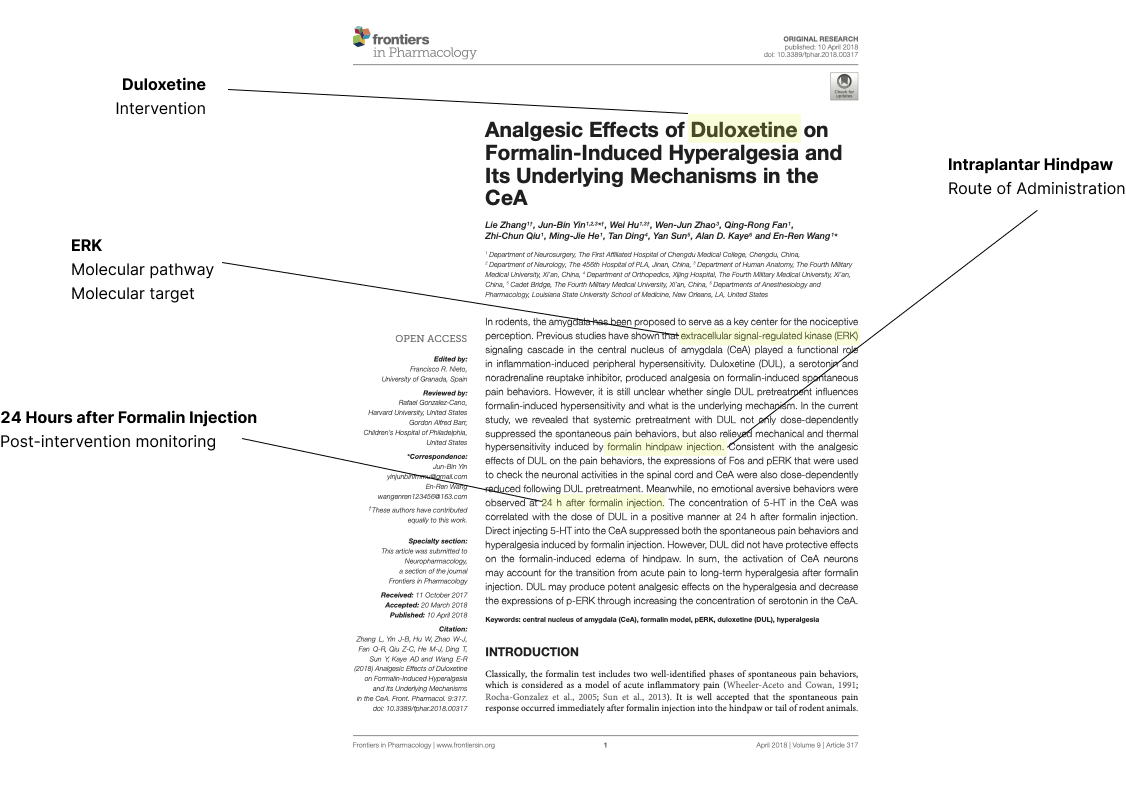 frontiers
in Pharmacology
ORIGINAL RESEARCH
published: 10 April 2018
doi: 10.3389/fphar.2018.00317
Check for
updates
Duloxetine
Intervention
Analgesic Effects of Duloxetine on
Formalin-Induced Hyperalgesia and
Its Underlying Mechanisms in the
CeA
Intraplantar Hindpaw
Route of Administration
Lie Zhang¹†, Jun-Bin Yin¹,²,³*†, Wei Hu¹,³†, Wen-Jun Zhao³, Qing-Rong Fan¹,
Zhi-Chun Qiu¹, Ming-Jie He¹, Tan Ding⁴, Yan Sun⁵, Alan D. Kaye⁶ and En-Ren Wang¹*
ERK
Molecular pathway
Molecular target
¹ Department of Neurosurgery, The First Affiliated Hospital of Chengdu Medical College, Chengdu, China,
² Department of Neurology, The 456th Hospital of PLA, Jinan, China, ³ Department of Human Anatomy, The Fourth Military
Medical University, Xi'an, China, ⁴ Department of Orthopedics, Xijing Hospital, The Fourth Military Medical University, Xi'an,
China, ⁵ Cadet Bridge, The Fourth Military Medical University, Xi'an, China, ⁶ Departments of Anesthesiology and
Pharmacology, Louisiana State University School of Medicine, New Orleans, LA, United States
In rodents, the amygdala has been proposed to serve as a key center for the nociceptive
perception. Previous studies have shown that extracellular signal-regulated kinase (ERK)
signaling cascade in the central nucleus of amygdala (CeA) played a functional role
in inflammation-induced peripheral hypersensitivity. Duloxetine (DUL), a serotonin and
noradrenaline reuptake inhibitor, produced analgesia on formalin-induced spontaneous
pain behaviors. However, it is still unclear whether single DUL pretreatment influences
formalin-induced hypersensitivity and what is the underlying mechanism. In the current
study, we revealed that systemic pretreatment with DUL not only dose-dependently
suppressed the spontaneous pain behaviors, but also relieved mechanical and thermal
hypersensitivity induced by formalin hindpaw injection. Consistent with the analgesic
effects of DUL on the pain behaviors, the expressions of Fos and pERK that were used
to check the neuronal activities in the spinal cord and CeA were also dose-dependently
reduced following DUL pretreatment. Meanwhile, no emotional aversive behaviors were
observed at 24 h after formalin injection. The concentration of 5-HT in the CeA was
correlated with the dose of DUL in a positive manner at 24 h after formalin injection.
Direct injecting 5-HT into the CeA suppressed both the spontaneous pain behaviors and
hyperalgesia induced by formalin injection. However, DUL did not have protective effects
on the formalin-induced edema of hindpaw. In sum, the activation of CeA neurons
may account for the transition from acute pain to long-term hyperalgesia after formalin
injection. DUL may produce potent analgesic effects on the hyperalgesia and decrease
the expressions of p-ERK through increasing the concentration of serotonin in the CeA.
Keywords: central nucleus of amygdala (CeA), formalin model, pERK, duloxetine (DUL), hyperalgesia
OPEN ACCESS
Edited by:
Francisco R. Nieto,
University of Granada, Spain
Reviewed by:
Rafael Gonzalez-Cano,
Harvard University, United States
Gordon Alfred Barr,
Children's Hospital of Philadelphia,
United States
*Correspondence:
Jun-Bin Yin
yinjunbinfmmu@gmail.com
En-Ren Wang
wangenren123456@163.com
†These authors have contributed
equally to this work.
24 Hours after Formalin Injection
Post-intervention monitoring
Specialty section:
This article was submitted to
Neuropharmacology,
a section of the journal
Frontiers in Pharmacology
Received: 11 October 2017
Accepted: 20 March 2018
Published: 10 April 2018
Citation:
Zhang L, Yin J-B, Hu W, Zhao W-J,
Fan Q-R, Qiu Z-C, He M-J, Ding T,
Sun Y, Kaye AD and Wang E-R
(2018) Analgesic Effects of Duloxetine
on Formalin-Induced Hyperalgesia
and Its Underlying Mechanisms
in the CeA. Front. Pharmacol. 9:317.
doi: 10.3389/fphar.2018.00317
INTRODUCTION
Classically, the formalin test includes two well-identified phases of spontaneous pain behaviors,
which is considered as a model of acute inflammatory pain (Wheeler-Aceto and Cowan, 1991;
Rocha-Gonzalez et al., 2005; Sun et al., 2013). It is well accepted that the spontaneous pain
response occurred immediately after formalin injection into the hindpaw or tail of rodent animals.
Frontiers in Pharmacology | www.frontiersin.org
1
April 2018 | Volume 9 | Article 317